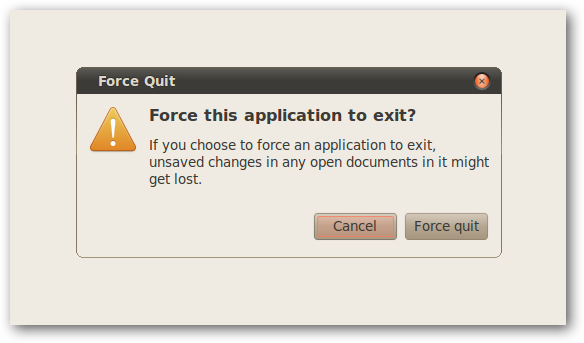 Force Quit
Force this application to exit?
If you choose to force an application to exit,
unsaved changes in any open documents in it might
get lost.
Cancel
Force quit